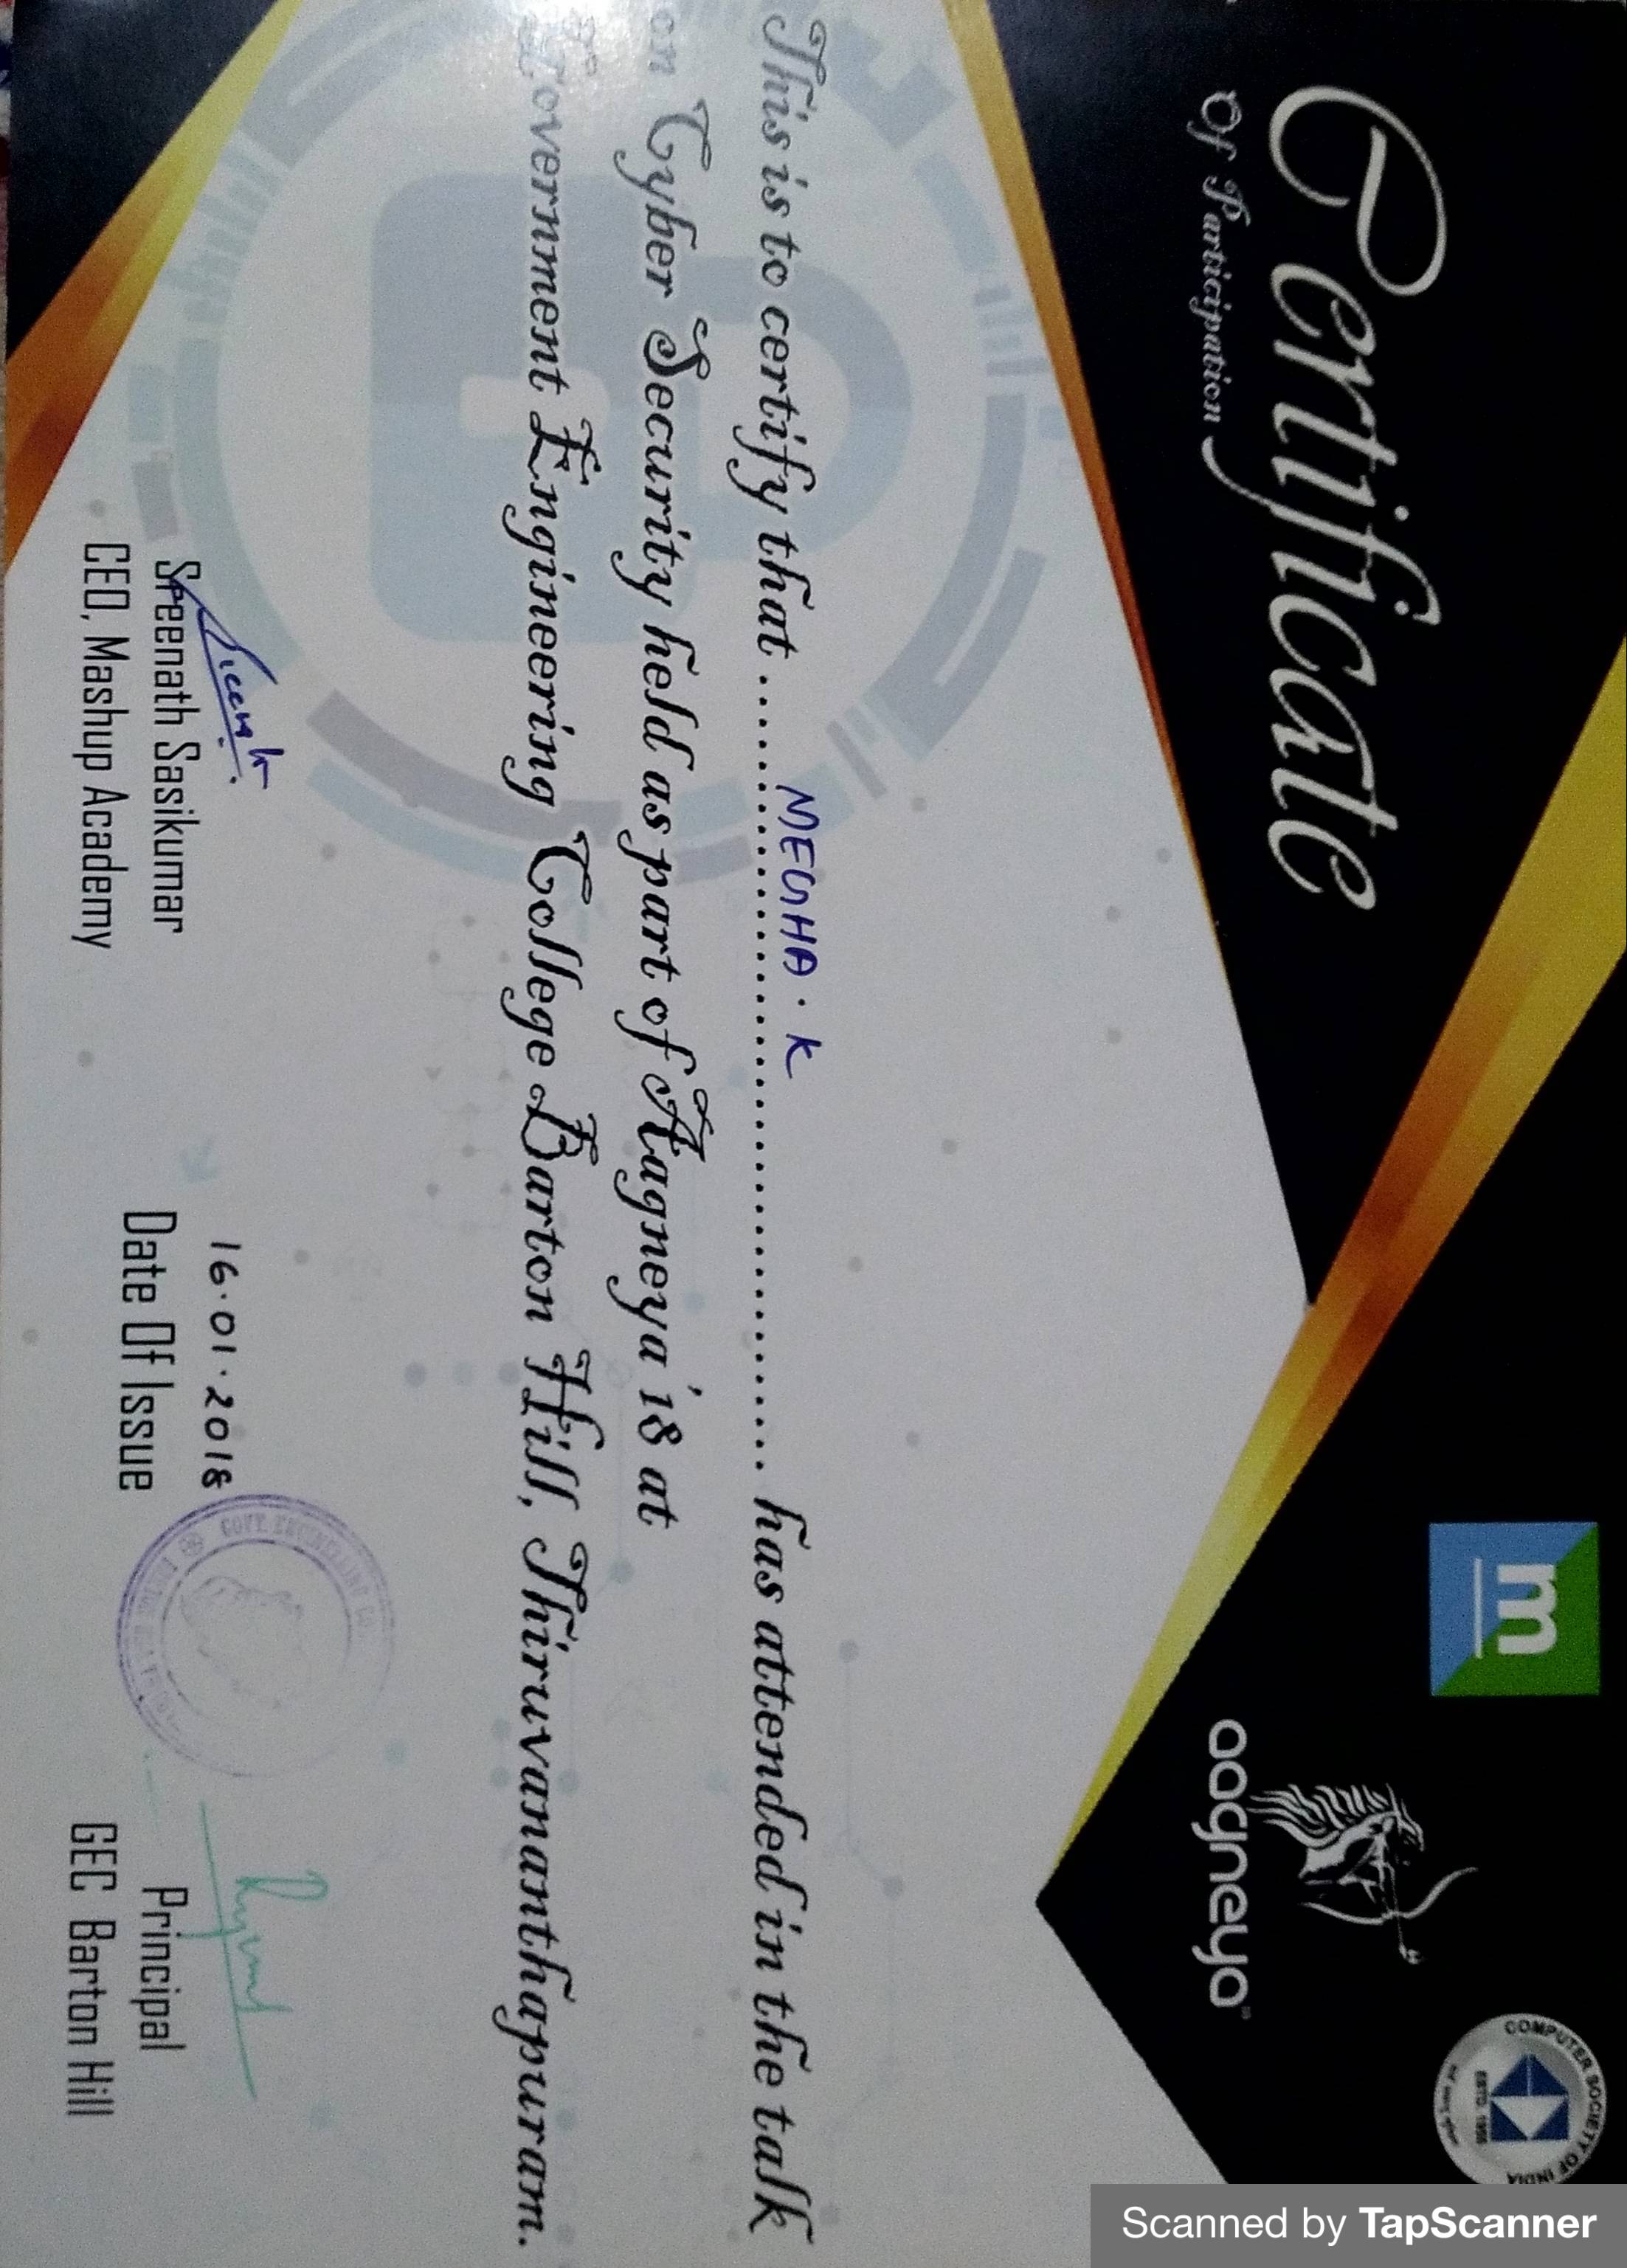 m
COMPUTER SOCIETY OF INDIA
ESTD. 1965
Scanned by TapScanner
Certificate
Of Participation
aagneya
This is to certify that MEGHA . K has attended in the talk
on Cyber Security held as part of Aagneya'18 at
Government Engineering College Barton Hill, Thiruvananthapuram.
16.01.2018
Sreenath Sasikumar
CEO, Mashup Academy
Date Of Issue
GOVT. ENGINEERING
Principal
GEC Barton Hill